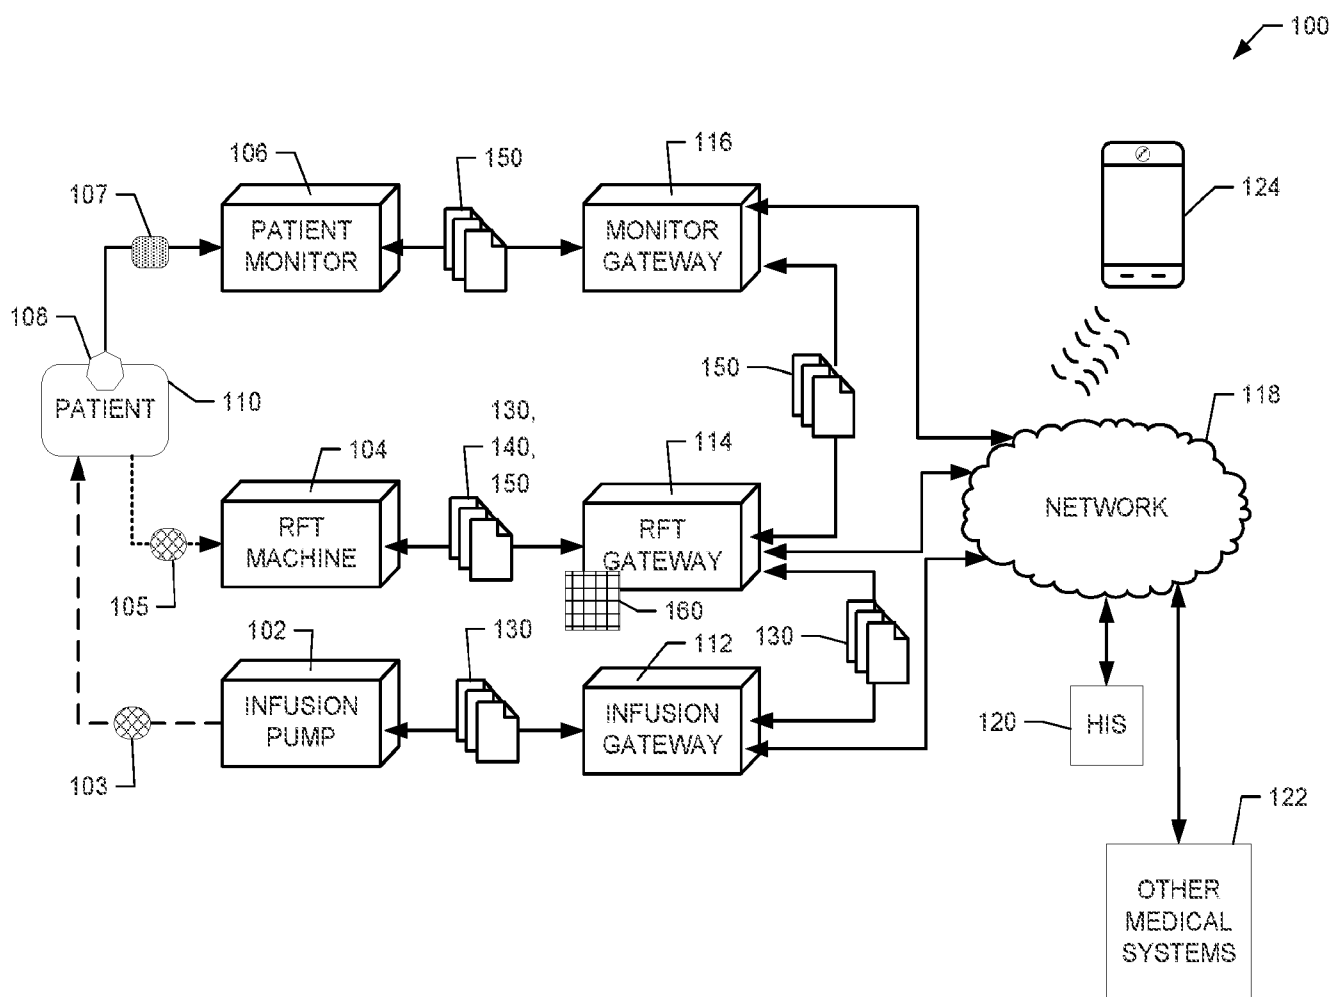 100
106
150
116
107
PATIENT
MONITOR
MONITOR
GATEWAY
124
108
PATIENT
110
150
118
130,
140,
150
104
114
RFT
MACHINE
RFT
GATEWAY
NETWORK
105
160
102
130
112
130
INFUSION
PUMP
INFUSION
GATEWAY
103
120
HIS
122
OTHER
MEDICAL
SYSTEMS